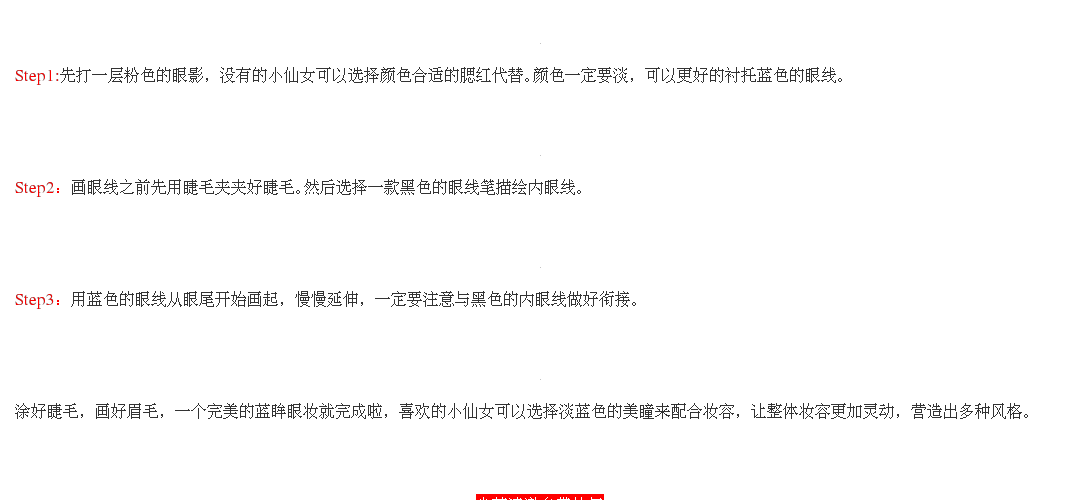 Step1:先打一层粉色的眼影，没有的小仙女可以选择颜色合适的腮红代替。颜色一定要淡，可以更好的衬托蓝色的眼线。
Step2：画眼线之前先用睫毛夹夹好睫毛。然后选择一款黑色的眼线笔描绘内眼线。
Step3：用蓝色的眼线从眼尾开始画起，慢慢延伸，一定要注意与黑色的内眼线做好衔接。
涂好睫毛，画好眉毛，一个完美的蓝眸眼妆就完成啦，喜欢的小仙女可以选择淡蓝色的美瞳来配合妆容，让整体妆容更加灵动，营造出多种风格。